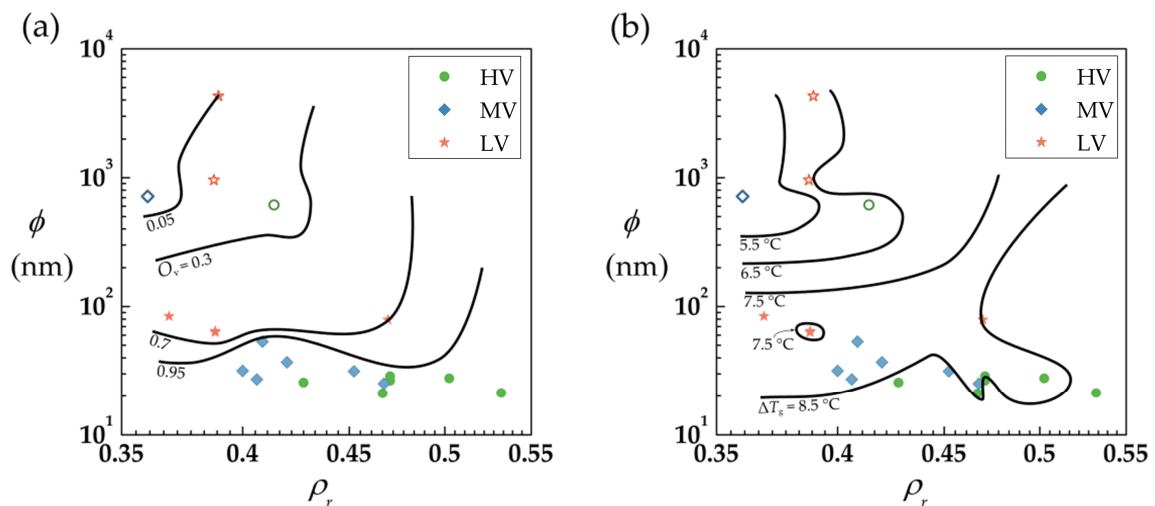 (a)
10⁴
10³
10²
10¹
ϕ
(nm)
HV
MV
LV
0.05
Oᵥ = 0.3
0.7
0.95
0.35
0.4
0.45
0.5
0.55
ρᵣ
(b)
10⁴
10³
10²
10¹
ϕ
(nm)
HV
MV
LV
5.5 °C
6.5 °C
7.5 °C
7.5 °C
ΔTg = 8.5 °C
0.35
0.4
0.45
0.5
0.55
ρᵣ